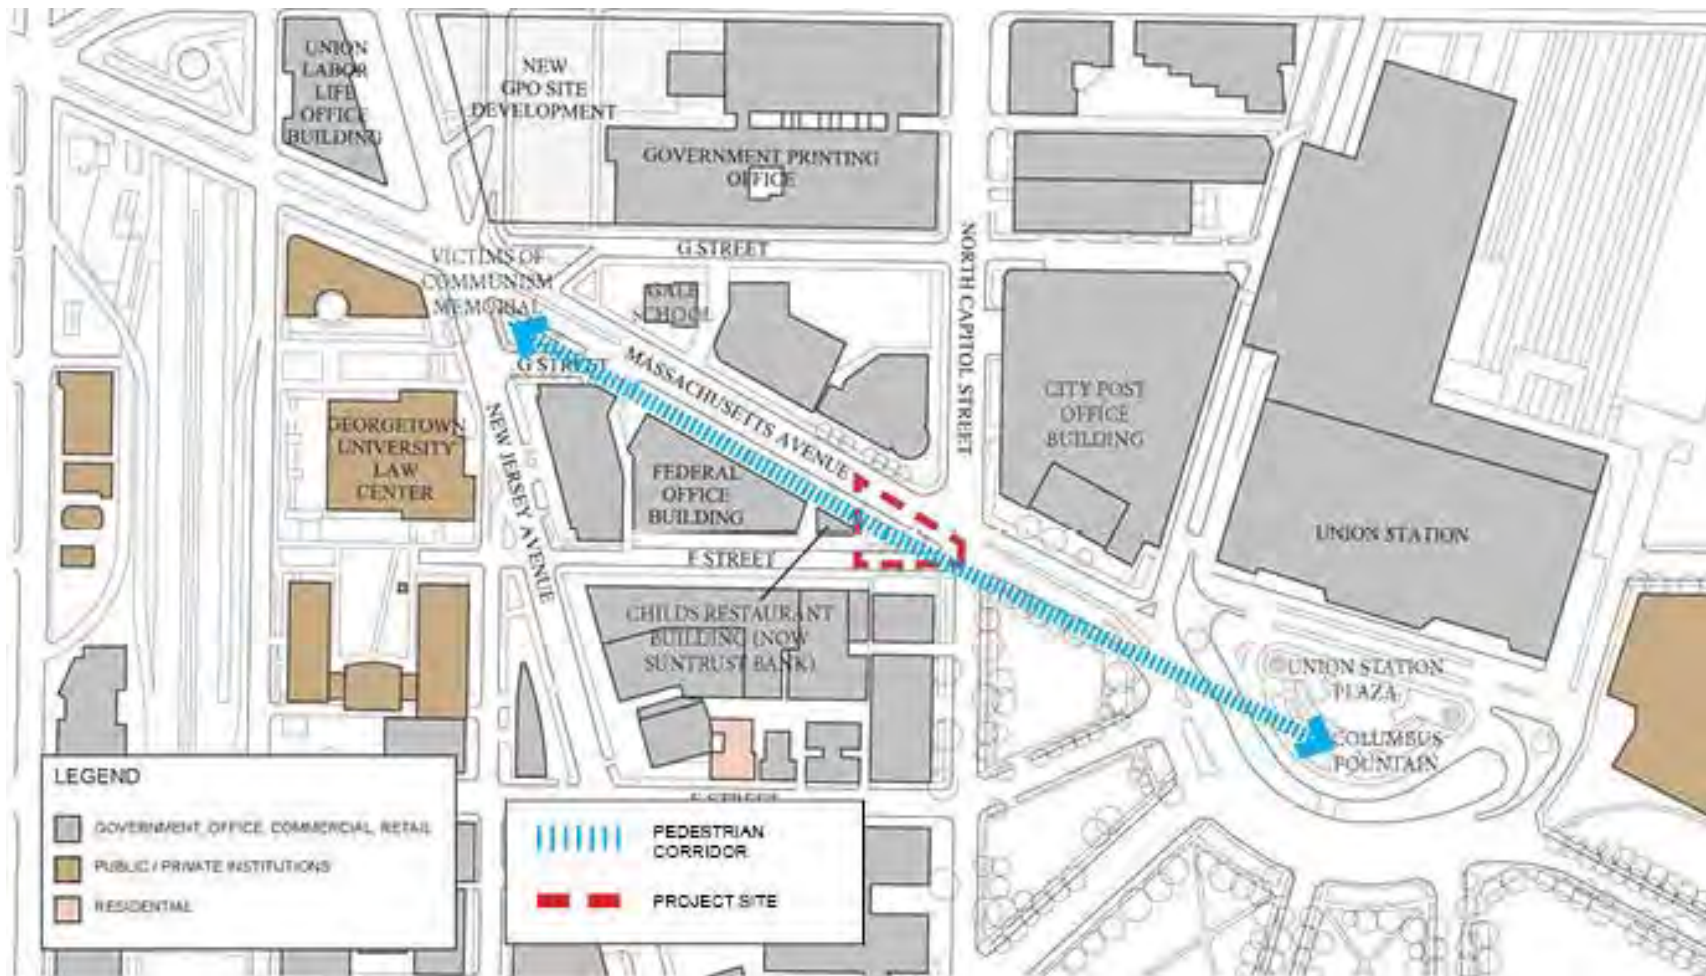 UNION
LABOR
LIFE
OFFICE
BUILDING
NEW
GPO SITE
DEVELOPMENT
GOVERNMENT PRINTING
OFFICE
G STREET
NORTH CAPITOL STREET
VICTIMS OF
COMMUNISM
MEMORIAL
GALE
SCHOOL
G STREET
MASSACHUSETTS AVENUE
CITY POST
OFFICE
BUILDING
GEORGETOWN
UNIVERSITY
LAW
CENTER
NEW JERSEY AVENUE
FEDERAL
OFFICE
BUILDING
UNION STATION
F STREET
CHILDS RESTAURANT
BUILDING (NOW
SUNTRUST BANK)
UNION STATION
PLAZA
COLUMBUS
FOUNTAIN
E STREET
LEGEND
GOVERNMENT, OFFICE, COMMERCIAL, RETAIL
PUBLIC / PRIVATE INSTITUTIONS
RESIDENTIAL
PEDESTRIAN
CORRIDOR
PROJECT SITE